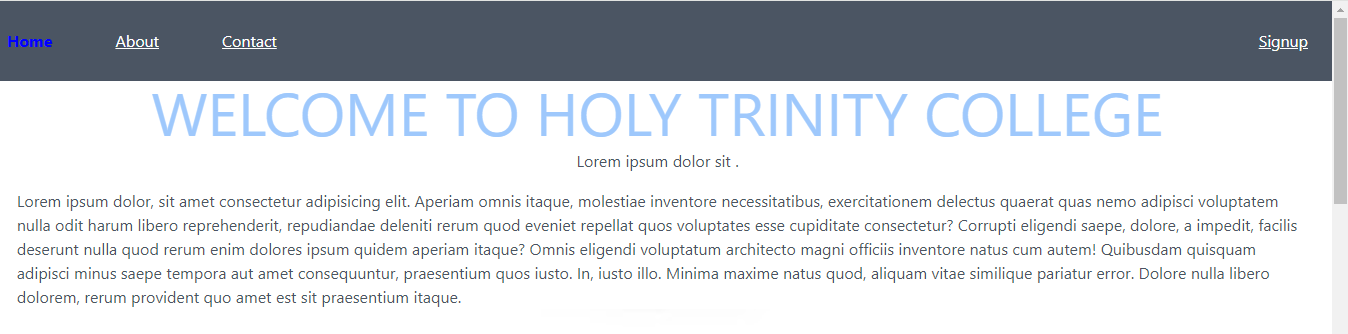 Home About Contact Signup
WELCOME TO HOLY TRINITY COLLEGE
Lorem ipsum dolor sit .
Lorem ipsum dolor, sit amet consectetur adipisicing elit. Aperiam omnis itaque, molestiae inventore necessitatibus, exercitationem delectus quaerat quas nemo adipisci voluptatem
nulla odit harum libero reprehenderit, repudiandae deleniti rerum quod eveniet repellat quos voluptates esse cupiditate consectetur? Corrupti eligendi saepe, dolore, a impedit, facilis
deserunt nulla quod rerum enim dolores ipsum quidem aperiam itaque? Omnis eligendi voluptatum architecto magni officiis inventore natus cum autem! Quibusdam quisquam
adipisci minus saepe tempora aut amet consequuntur, praesentium quos iusto. In, iusto illo. Minima maxime natus quod, aliquam vitae similique pariatur error. Dolore nulla libero
dolorem, rerum provident quo amet est sit praesentium itaque.